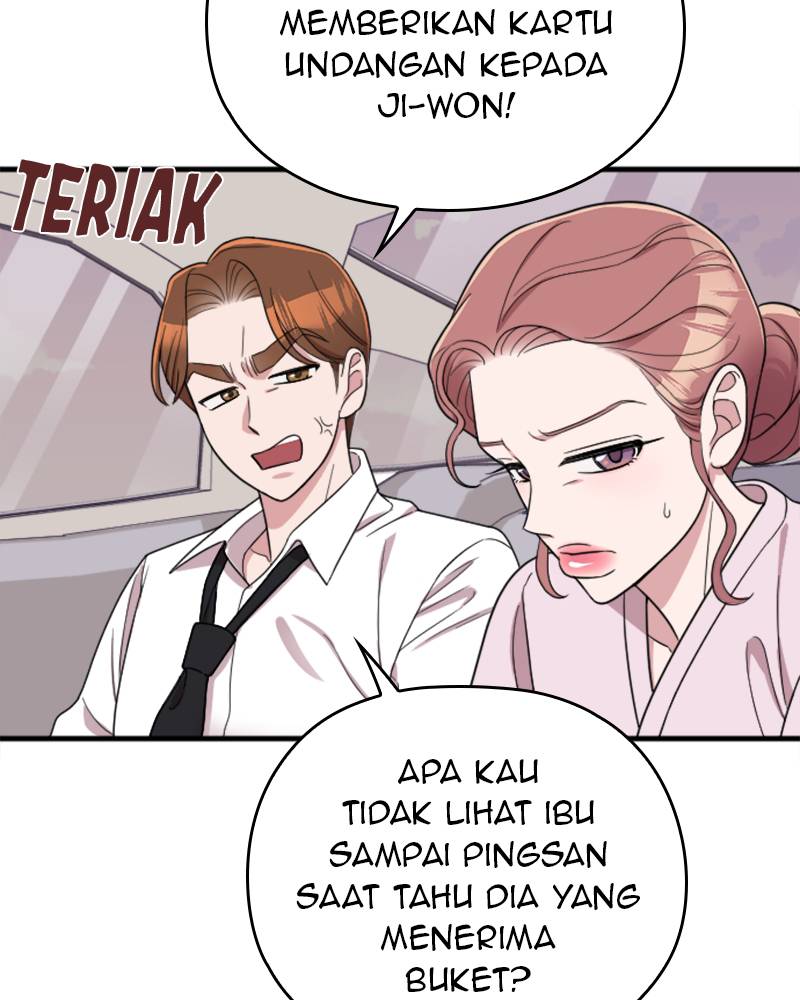 MEMBERIKAN KARTU
UNDANGAN KEPADA
JI-WON!
TERIAK
APA KAU
TIDAK LIHAT IBU
SAMPAI PINGSAN
SAAT TAHU DIA YANG
MENERIMA
BUKET?